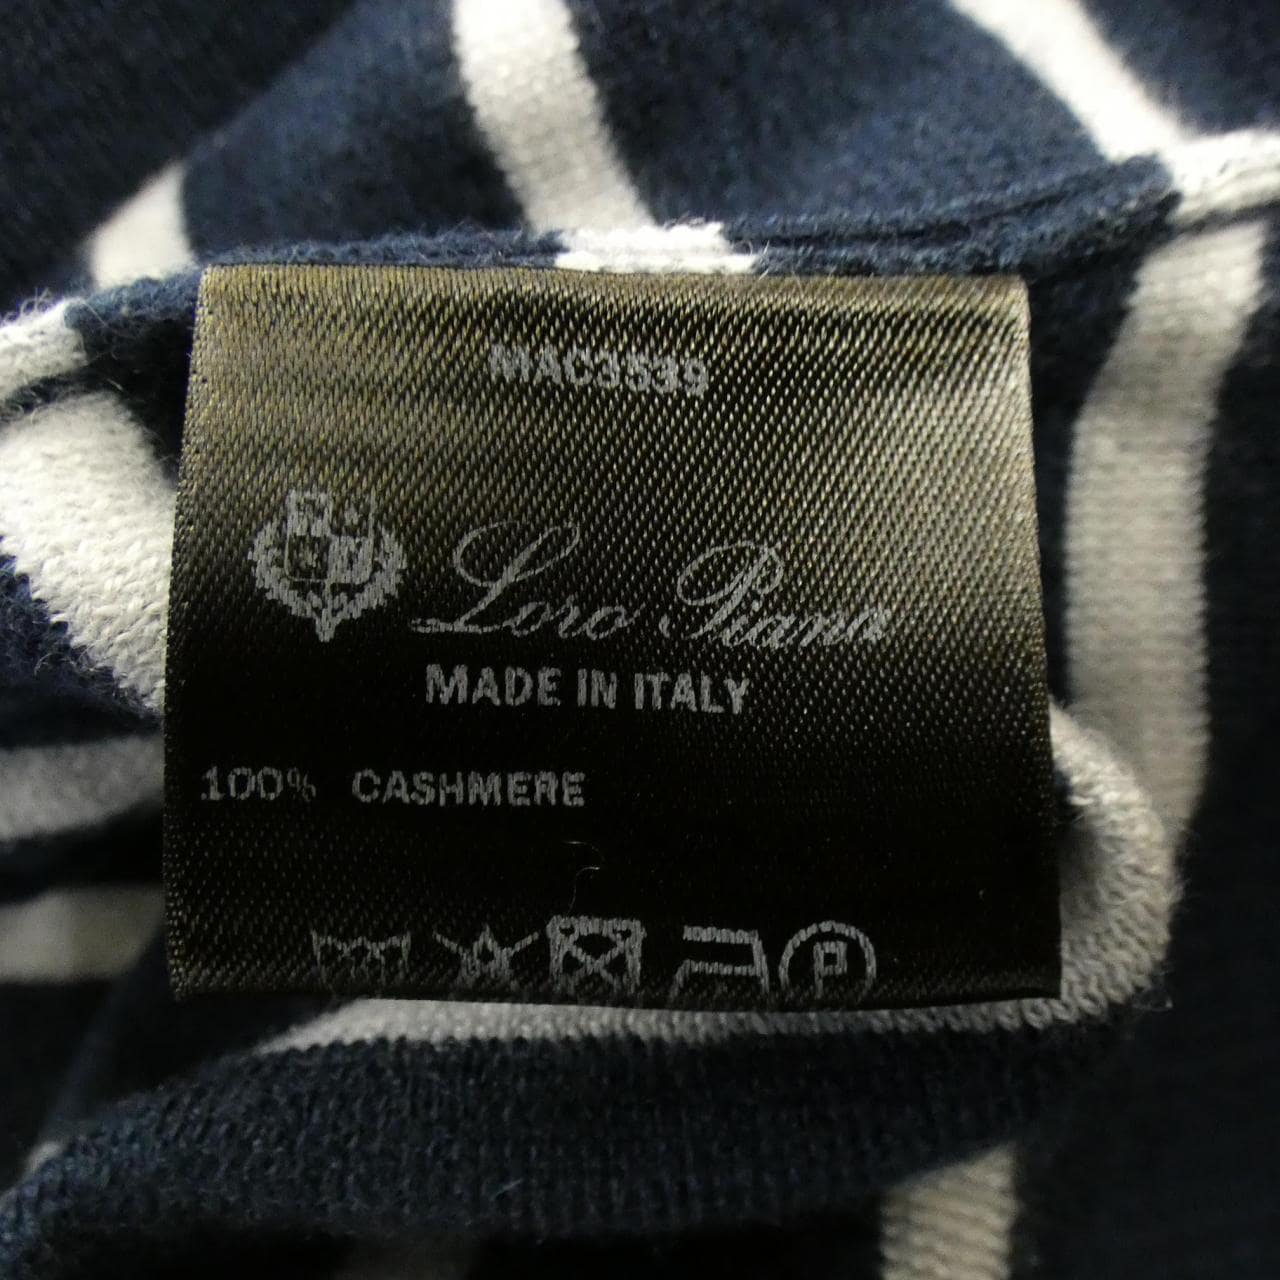 MAC3539
Loro Piana
MADE IN ITALY
100% CASHMERE
P